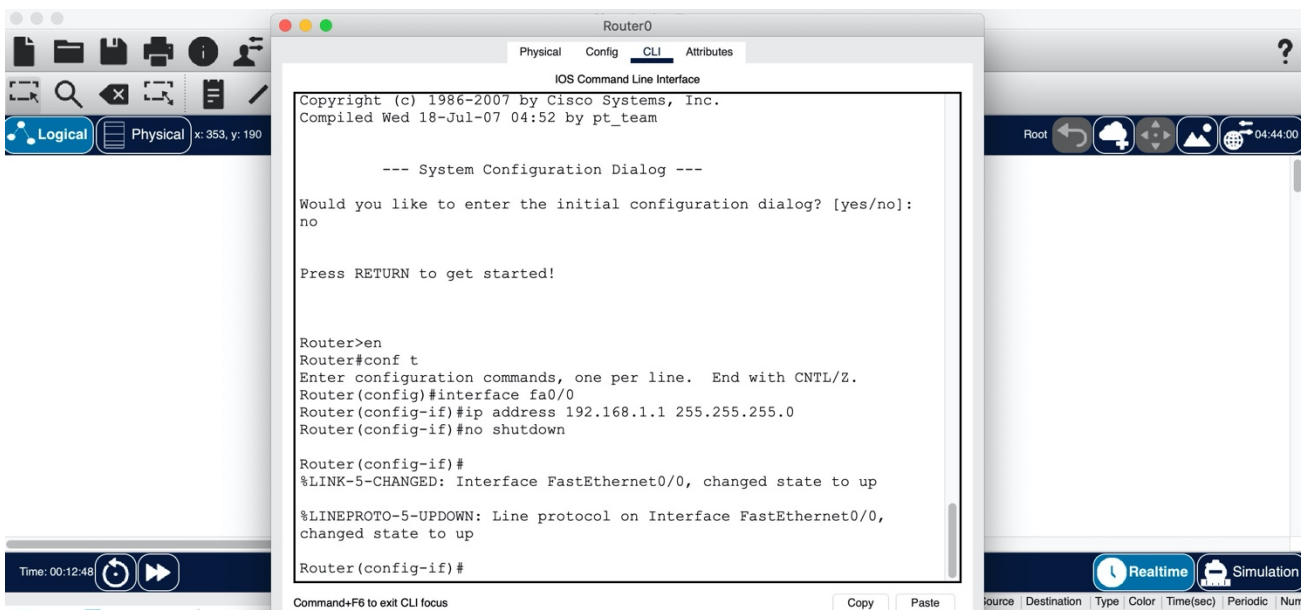 Router0
Physical Config CLI Attributes
IOS Command Line Interface
?
Copyright (c) 1986-2007 by Cisco Systems, Inc.
Compiled Wed 18-Jul-07 04:52 by pt_team
--- System Configuration Dialog ---
Would you like to enter the initial configuration dialog? [yes/no]:
no
Press RETURN to get started!
Router>en
Router#conf t
Enter configuration commands, one per line.  End with CNTL/Z.
Router(config)#interface fa0/0
Router(config-if)#ip address 192.168.1.1 255.255.255.0
Router(config-if)#no shutdown
Router(config-if)#
%LINK-5-CHANGED: Interface FastEthernet0/0, changed state to up
%LINEPROTO-5-UPDOWN: Line protocol on Interface FastEthernet0/0,
changed state to up
Router(config-if)#
Command+F6 to exit CLI focus
Copy Paste
Logical Physical x: 353, y: 190
Root 04:44:00
Time: 00:12:48
Realtime Simulation
Destination Type Color Time(sec) Periodic